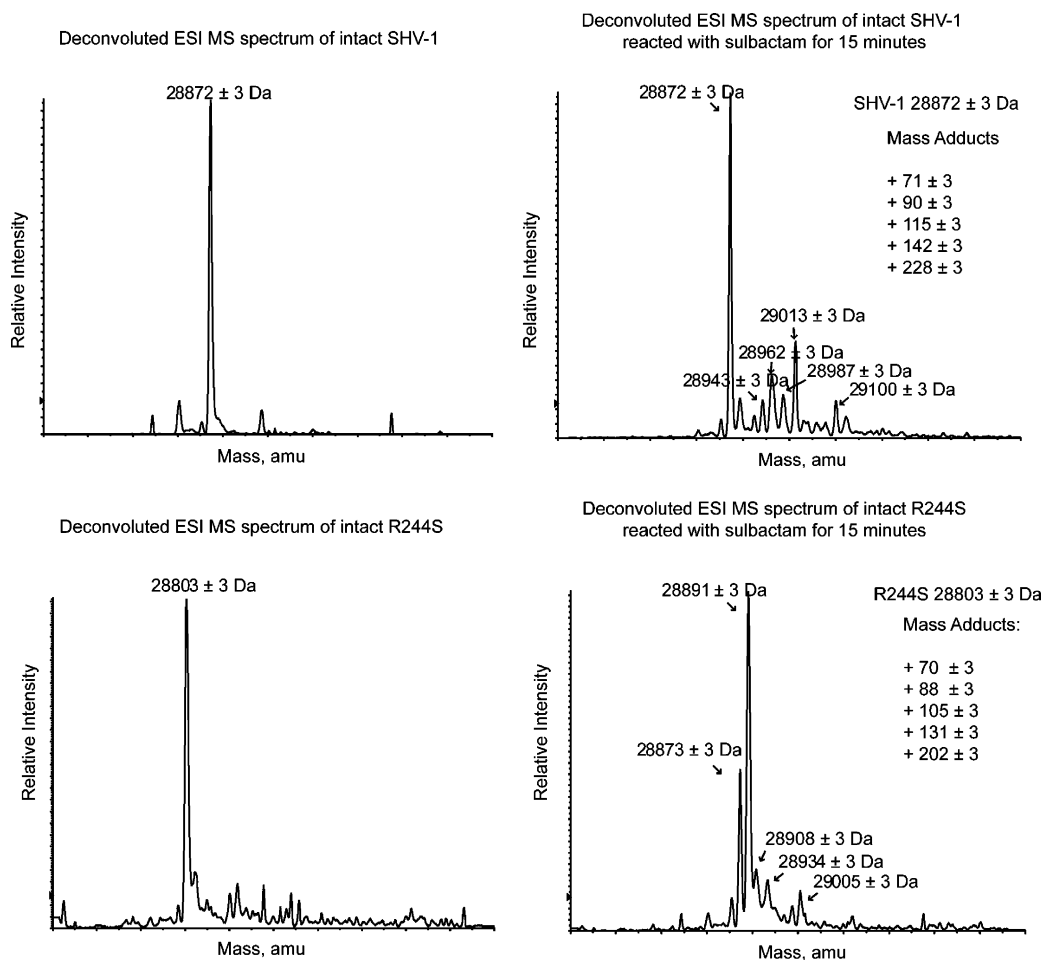 Deconvoluted ESI MS spectrum of intact SHV-1
28872 ± 3 Da
Relative Intensity
Mass, amu
Deconvoluted ESI MS spectrum of intact SHV-1
reacted with sulbactam for 15 minutes
28872 ± 3 Da
SHV-1 28872 ± 3 Da
Mass Adducts
+ 71 ± 3
+ 90 ± 3
+ 115 ± 3
+ 142 ± 3
+ 228 ± 3
29013 ± 3 Da
28962 ± 3 Da
28943 ± 3 Da
28987 ± 3 Da
29100 ± 3 Da
Relative Intensity
Mass, amu
Deconvoluted ESI MS spectrum of intact R244S
28803 ± 3 Da
Relative Intensity
Mass, amu
Deconvoluted ESI MS spectrum of intact R244S
reacted with sulbactam for 15 minutes
28891 ± 3 Da
R244S 28803 ± 3 Da
Mass Adducts:
+ 70 ± 3
+ 88 ± 3
+ 105 ± 3
+ 131 ± 3
+ 202 ± 3
28873 ± 3 Da
28908 ± 3 Da
28934 ± 3 Da
29005 ± 3 Da
Relative Intensity
Mass, amu